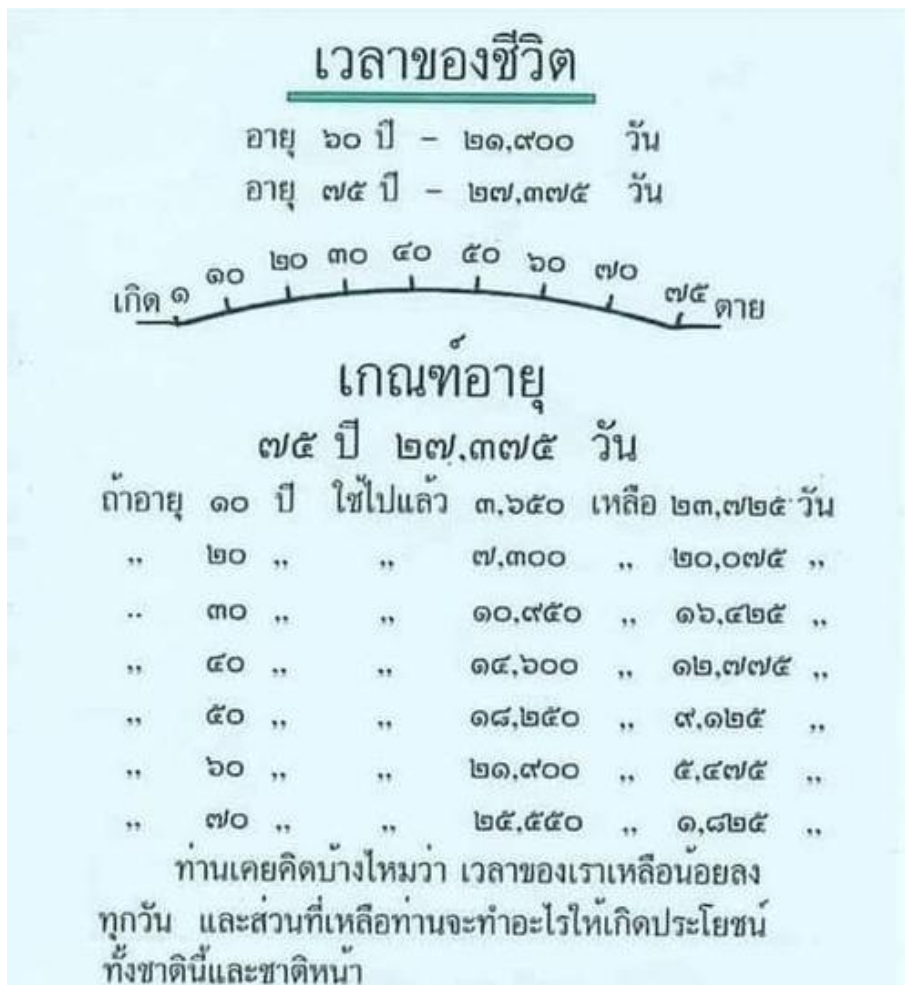 เวลาของชีวิต
อายุ ๖๐ ปี - ๒๑,๙๐๐ วัน
อายุ ๗๕ ปี - ๒๗,๓๗๕ วัน
เกิด ๑ ๑๐ ๒๐ ๓๐ ๔๐ ๕๐ ๖๐ ๗๐ ๗๕ ตาย
เกณฑ์อายุ
๗๕ ปี ๒๗,๓๗๕ วัน
ถ้าอายุ ๑๐ ปี ใช้ไปแล้ว ๓,๖๕๐ เหลือ ๒๓,๗๒๕ วัน
,, ๒๐ ,, ,, ๗,๓๐๐ ,, ๒๐,๐๗๕ ,,
,, ๓๐ ,, ,, ๑๐,๙๕๐ ,, ๑๖,๔๒๕ ,,
,, ๔๐ ,, ,, ๑๔,๖๐๐ ,, ๑๒,๗๗๕ ,,
,, ๕๐ ,, ,, ๑๘,๒๕๐ ,, ๙,๑๒๕ ,,
,, ๖๐ ,, ,, ๒๑,๙๐๐ ,, ๕,๔๗๕ ,,
,, ๗๐ ,, ,, ๒๕,๕๕๐ ,, ๑,๘๒๕ ,,
ท่านเคยคิดบ้างไหมว่า เวลาของเราเหลือน้อยลง
ทุกวัน และส่วนที่เหลือท่านจะทำอะไรให้เกิดประโยชน์
ทั้งชาตินี้และชาติหน้า